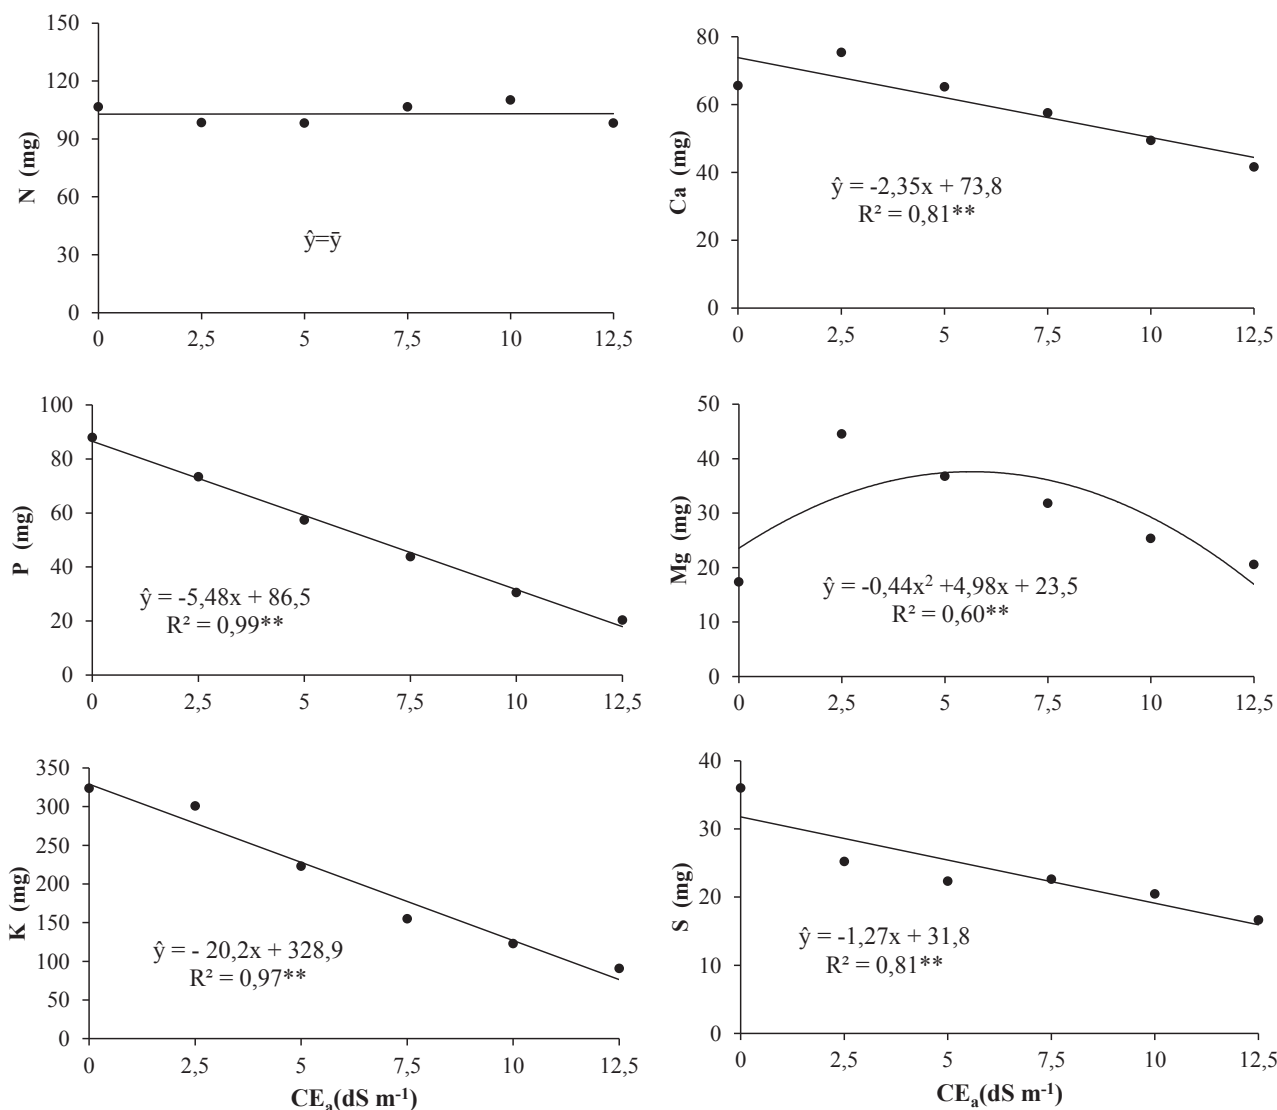 150
120
90
60
30
0
N (mg)
ŷ=ȳ
0 2,5 5 7,5 10 12,5
80
60
40
20
0
Ca (mg)
ŷ = -2,35x + 73,8
R² = 0,81**
0 2,5 5 7,5 10 12,5
100
80
60
40
20
0
P (mg)
ŷ = -5,48x + 86,5
R² = 0,99**
0 2,5 5 7,5 10 12,5
50
40
30
20
10
0
Mg (mg)
ŷ = -0,44x² +4,98x + 23,5
R² = 0,60**
0 2,5 5 7,5 10 12,5
350
300
250
200
150
100
50
0
K (mg)
ŷ = - 20,2x + 328,9
R² = 0,97**
0 2,5 5 7,5 10 12,5
CEₐ(dS m⁻¹)
40
30
20
10
0
S (mg)
ŷ = -1,27x + 31,8
R² = 0,81**
0 2,5 5 7,5 10 12,5
CEₐ(dS m⁻¹)